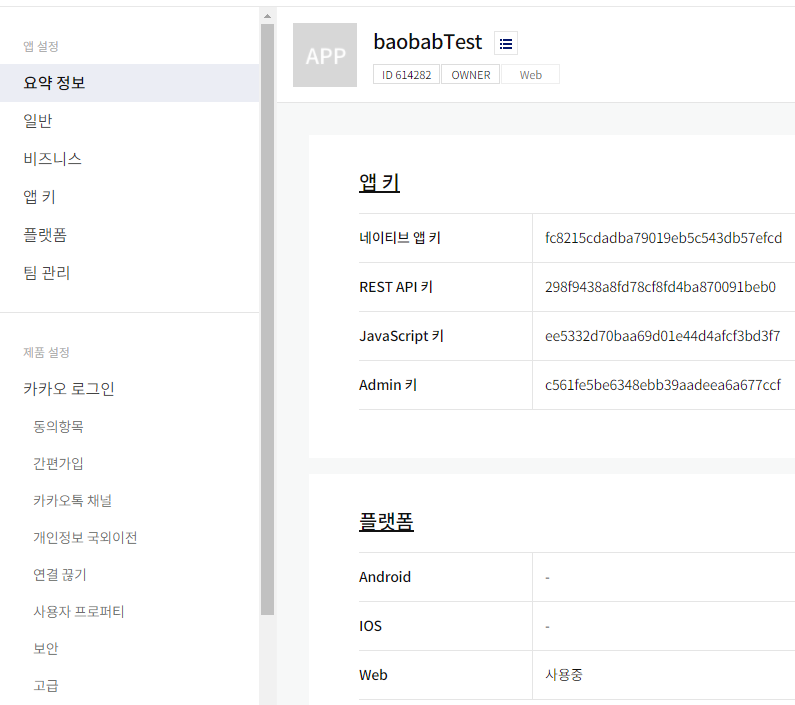 앱 설정
요약 정보
일반
비즈니스
앱 키
플랫폼
팀 관리
제품 설정
카카오 로그인
동의항목
간편가입
카카오톡 채널
개인정보 국외이전
연결 끊기
사용자 프로퍼티
보안
고급
APP
baobabTest
ID 614282 OWNER Web
앱 키
네이티브 앱 키 fc8215cdadba79019eb5c543db57efcd
REST API 키 298f9438a8fd78cf8fd4ba870091beb0
JavaScript 키 ee5332d70baa69d01e44d4afcf3bd3f7
Admin 키 c561fe5be6348ebb39aadeea6a677ccf
플랫폼
Android -
IOS -
Web 사용중